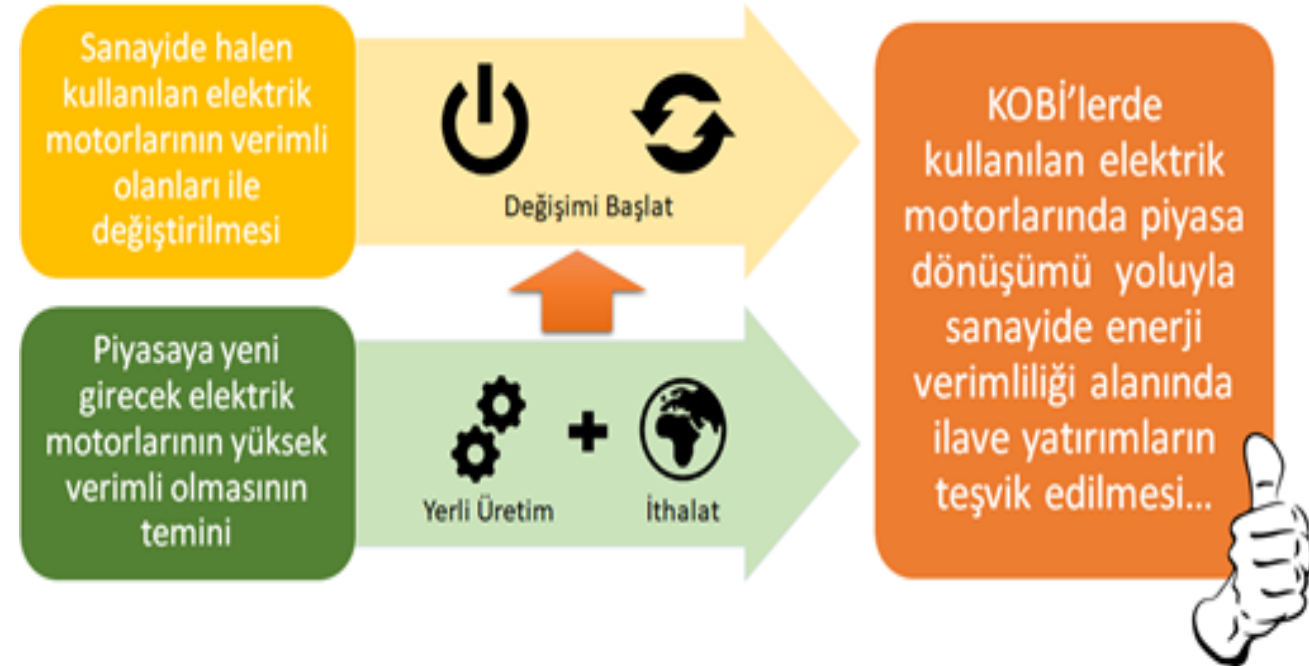 Sanayide halen
kullanılan elektrik
motorlarının verimli
olanları ile
değiştirilmesi
Değişimi Başlat
Piyasaya yeni
girecek elektrik
motorlarının yüksek
verimli olmasının
temini
Yerli Üretim
İthalat
KOBİ’lerde
kullanılan elektrik
motorlarında piyasa
dönüşümü yoluyla
sanayide enerji
verimliliği alanında
ilave yatırımların
teşvik edilmesi...